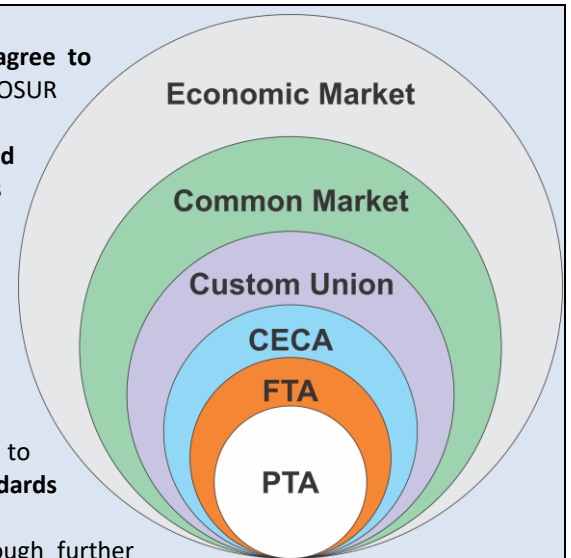 agree to
OSUR
d
s
to
dards
ough further
Economic Market
Common Market
Custom Union
CECA
FTA
PTA